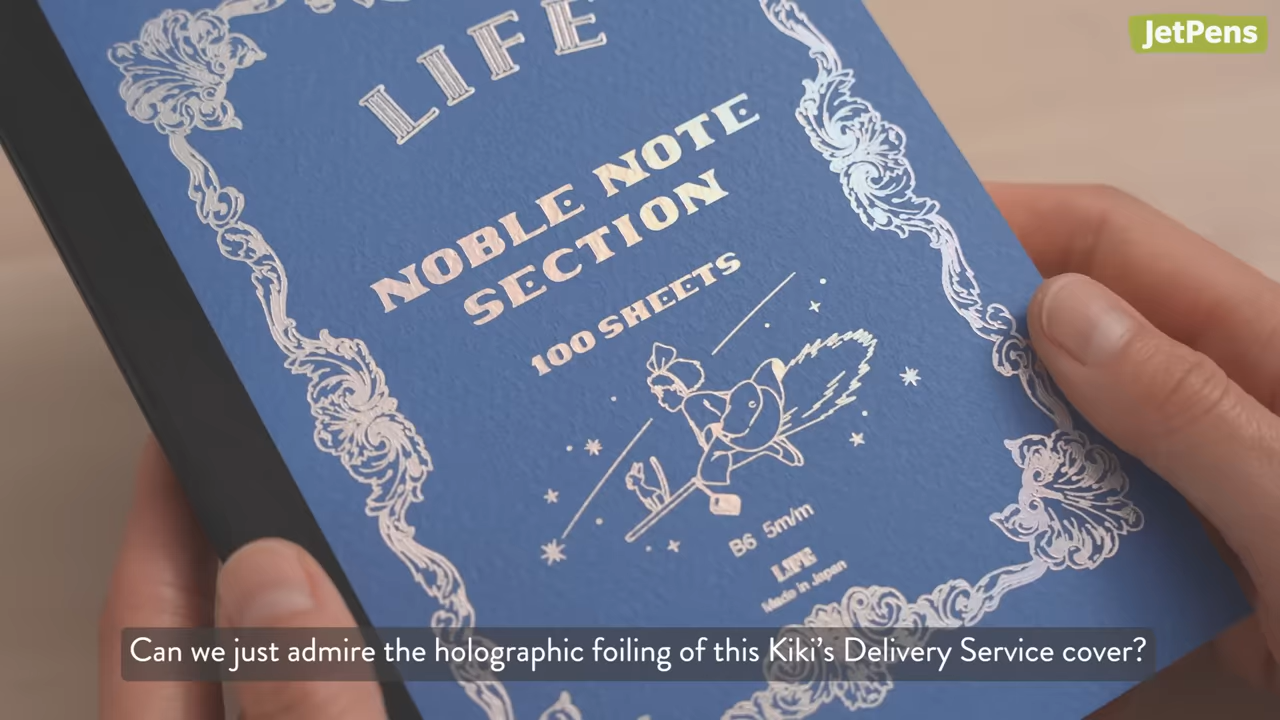 JetPens
LIFE
NOBLE NOTE
SECTION
100 SHEETS
B6 5m/m
LIFE
Made in Japan
Can we just admire the holographic foiling of this Kiki's Delivery Service cover?